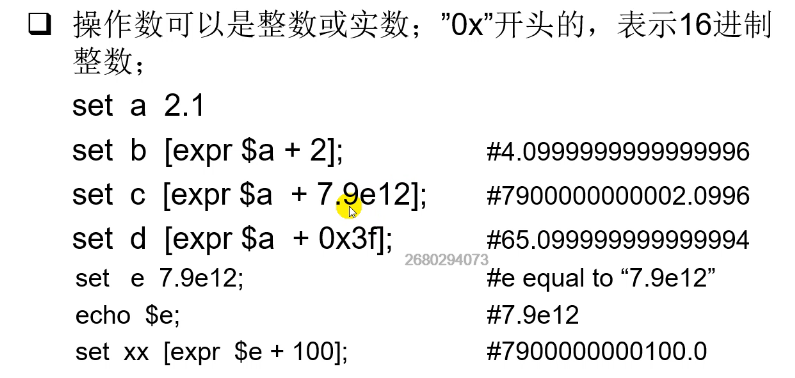 操作数可以是整数或实数；”0x”开头的，表示16进制
整数；
set a 2.1
set b [expr $a + 2]; #4.0999999999999996
set c [expr $a + 7.9e12]; #7900000000002.0996
set d [expr $a + 0x3f]; #65.099999999999994
2680294073
set e 7.9e12; #e equal to “7.9e12”
echo $e; #7.9e12
set xx [expr $e + 100]; #7900000000100.0